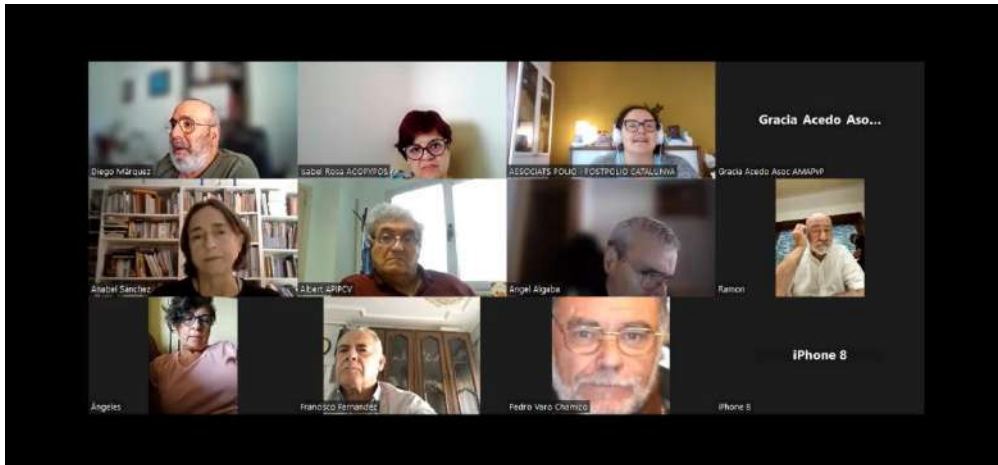 Diego Márquez
Isabel Rosa ACOPYPOS
AESOCIATS POLIO I POSTPOLIO CATALUNYA
Gracia Acedo Aso...
Gracia Acedo Asoc AMAPyP
Anabel Sánchez
Albert APIPCV
Angel Algaba
Ramon
Ángeles
Francisco Fernandez
Pedro Varo Chamizo
iPhone 8
iPhone 8